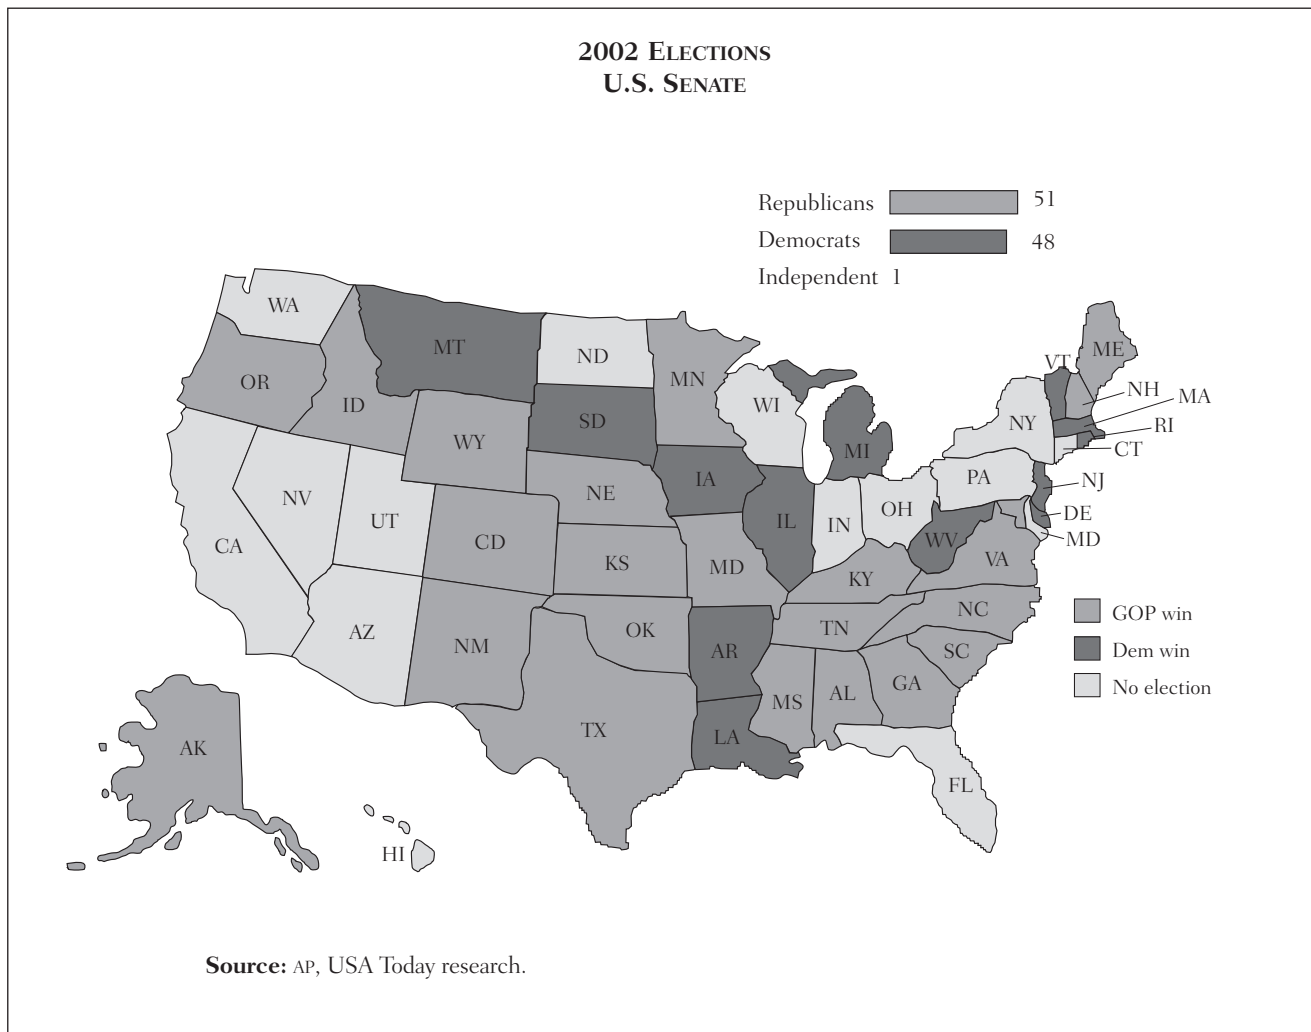 2002 ELECTIONS
U.S. SENATE
Republicans 51
Democrats 48
Independent 1
WA
MT
ND
MN
VT
ME
OR
ID
SD
WI
MI
NY
NH
MA
RI
CT
WY
IA
PA
NJ
NV
UT
NE
IL
IN
OH
DE
MD
CA
CD
KS
MD
KY
WV
VA
AZ
NM
OK
AR
TN
NC
SC
GOP win
Dem win
No election
AK
TX
LA
MS
AL
GA
FL
HI
Source: AP, USA Today research.